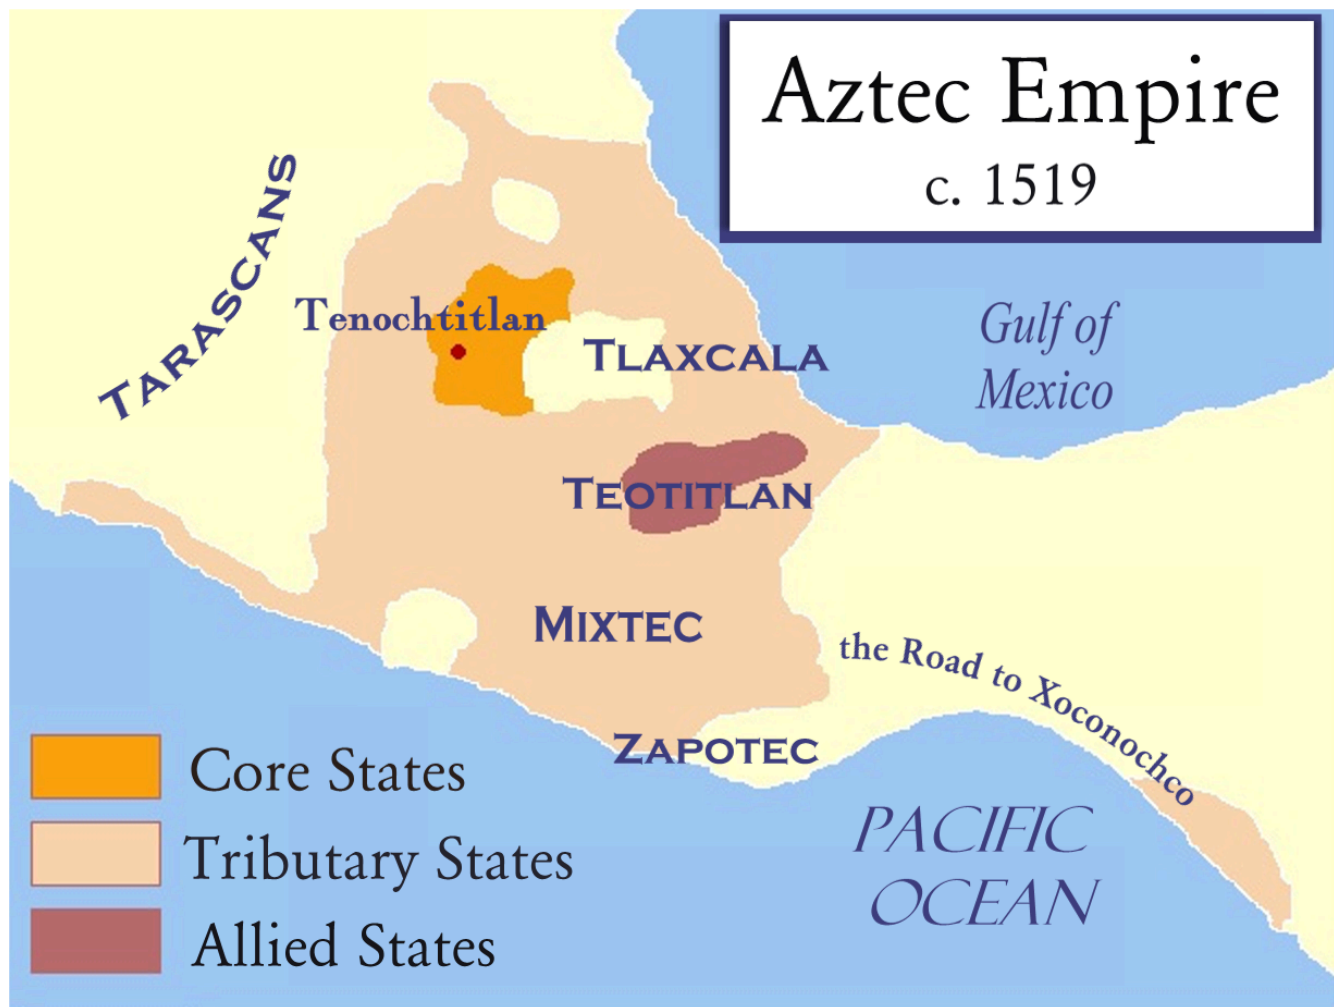 Aztec Empire
c. 1519
TARASCANS
Tenochtitlan
TLAXCALA
Gulf of
Mexico
TEOTITLAN
MIXTEC
the Road to Xoconochco
ZAPOTEC
PACIFIC
OCEAN
Core States
Tributary States
Allied States